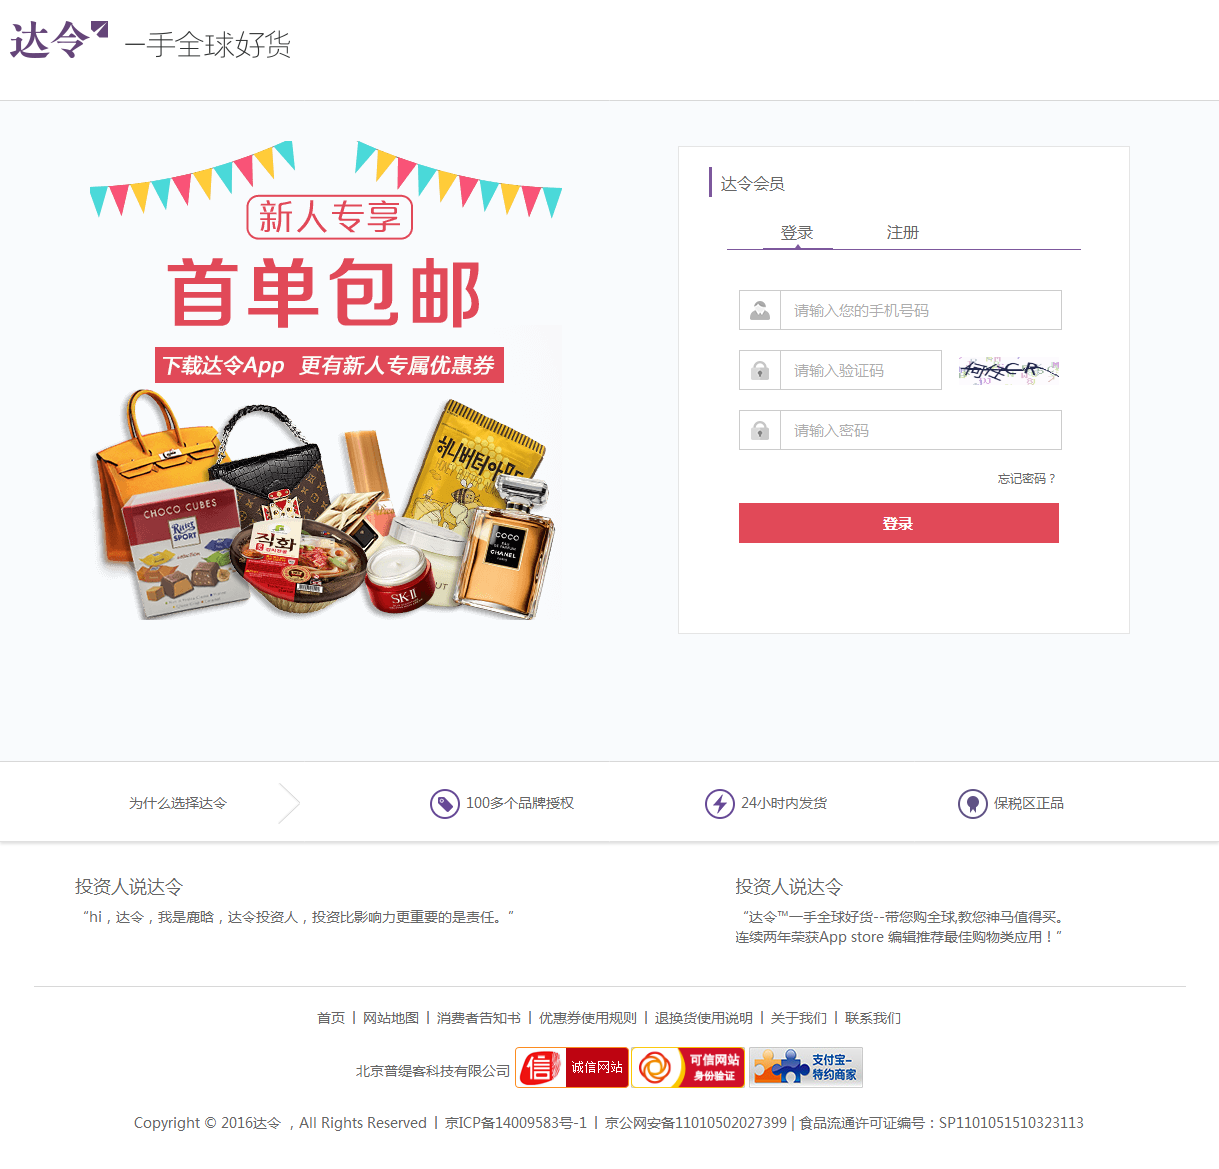 达令 一手全球好货
新人专享
首单包邮
下载达令App 更有新人专属优惠券
CHOCO CUBES
Ritter SPORT
허니버터아몬드
HONEY BUTTER
직화
COCO
EAU DE PARFUM
CHANEL
PARIS
SK-II
达令会员
登录 注册
请输入您的手机号码
请输入验证码
请输入密码
忘记密码？
登录
为什么选择达令 100多个品牌授权 24小时内发货 保税区正品
投资人说达令
“hi，达令，我是鹿晗，达令投资人，投资比影响力更重要的是责任。”
投资人说达令
“达令™一手全球好货--带您购全球,教您神马值得买。
连续两年荣获App store 编辑推荐最佳购物类应用！”
首页 | 网站地图 | 消费者告知书 | 优惠券使用规则 | 退换货使用说明 | 关于我们 | 联系我们
北京普缇客科技有限公司 信 诚信网站 可信网站 身份验证 支付宝- 特约商家
Copyright © 2016达令 ，All Rights Reserved | 京ICP备14009583号-1 | 京公网安备11010502027399 | 食品流通许可证编号：SP1101051510323113